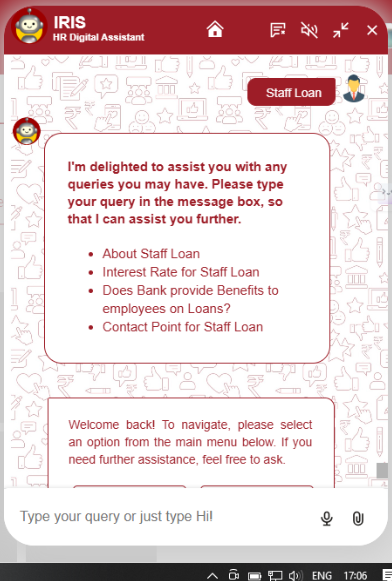 IRIS
HR Digital Assistant
Staff Loan
I'm delighted to assist you with any
queries you may have. Please type
your query in the message box, so
that I can assist you further.
• About Staff Loan
• Interest Rate for Staff Loan
• Does Bank provide Benefits to
employees on Loans?
• Contact Point for Staff Loan
Welcome back! To navigate, please select
an option from the main menu below. If you
need further assistance, feel free to ask.
Type your query or just type Hi!
ENG 17:06